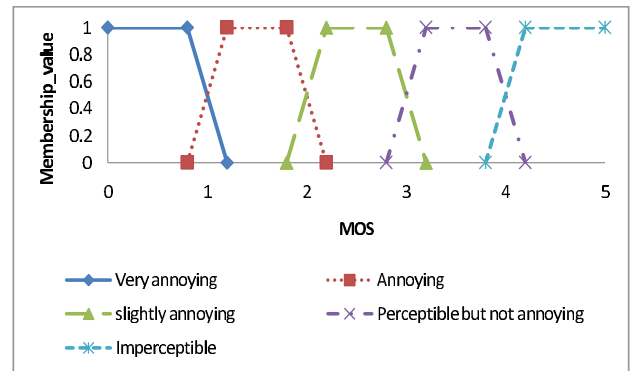 Membership_value
1
0.8
0.6
0.4
0.2
0
0 1 2 3 4 5
MOS
Very annoying Annoying
slightly annoying Perceptible but not annoying
Imperceptible